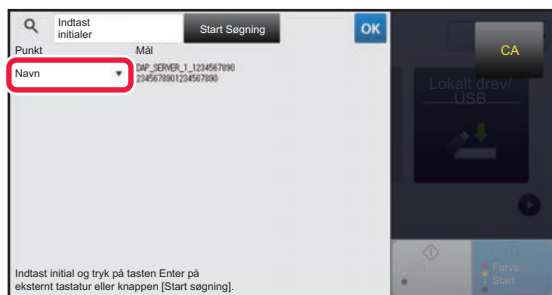 Indtast
initialer
Start Søgning
OK
CA
Punkt
Mål
Navn
DAP_SERVER_1_1234567890
2345678901234567890
Lokalt drev/
USB
Indtast initial og tryk på tasten Enter på
eksternt tastatur eller knappen [Start søgning].
S/H
Start
Farve
Start